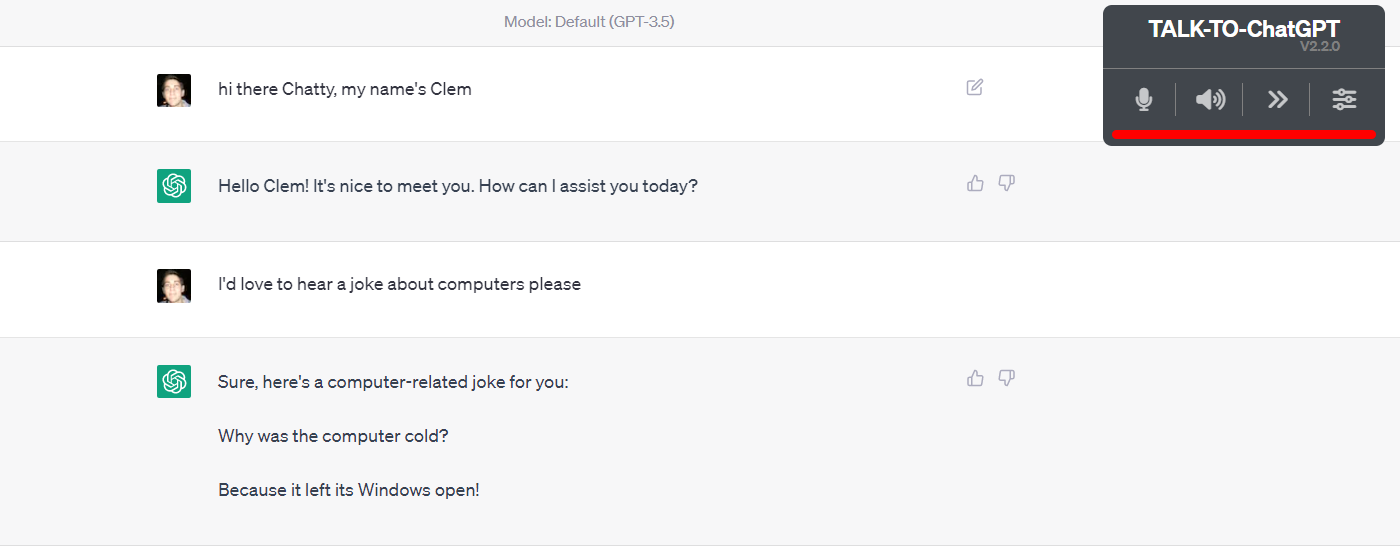 Model: Default (GPT-3.5)
TALK-TO-ChatGPT
V2.2.0
hi there Chatty, my name's Clem
Hello Clem! It's nice to meet you. How can I assist you today?
I'd love to hear a joke about computers please
Sure, here's a computer-related joke for you:
Why was the computer cold?
Because it left its Windows open!